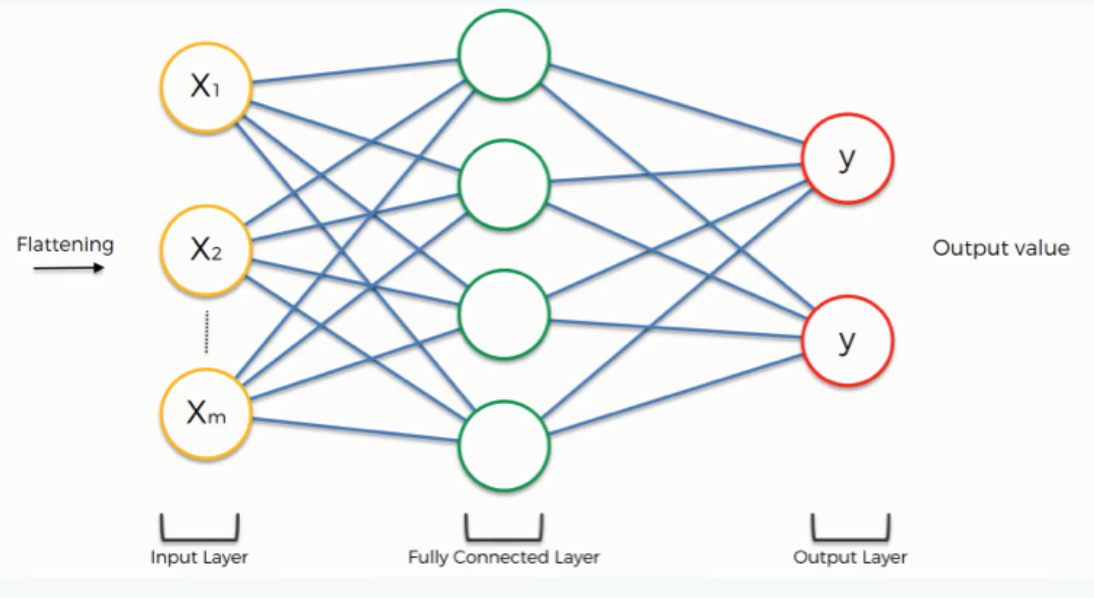 X1
X2
Xm
Flattening
y
y
Output value
Input Layer
Fully Connected Layer
Output Layer